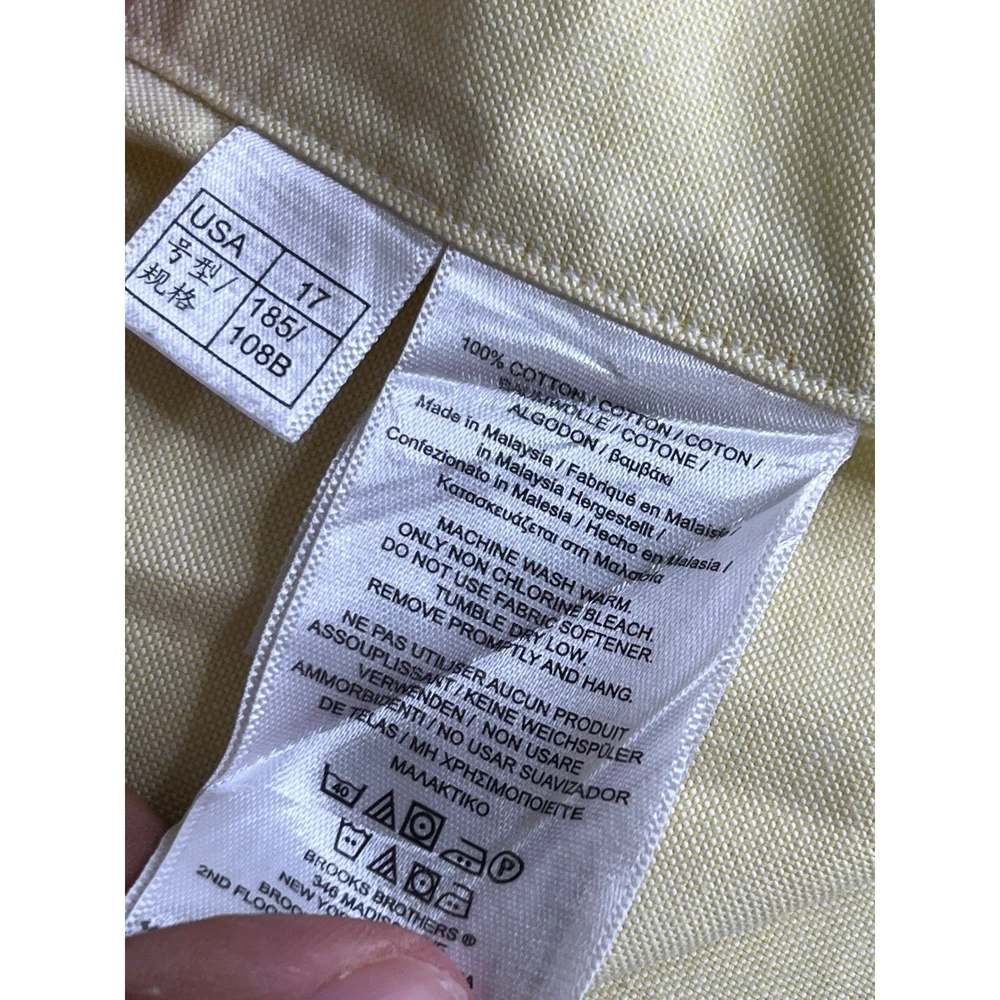 USA 17
号型/ 185/
规格 108B
100% COTTON / COTTON / COTON /
BAUMWOLLE / COTONE /
ALGODON / βαμβάκι
Made in Malaysia / Fabriqué en Malaisie/
in Malaysia Hergestellt /
Confezionato in Malesia / Hecho en Malasia /
Κατασκευάζεται στη Μαλαισία
MACHINE WASH WARM.
ONLY NON CHLORINE BLEACH
DO NOT USE FABRIC SOFTENER.
TUMBLE DRY LOW.
REMOVE PROMPTLY AND HANG.
NE PAS UTILISER AUCUN PRODUIT
ASSOUPLISSANT / KEINE WEICHSPÜLER
VERWENDEN / NON USARE
AMMORBIDENTI / NO USAR SUAVIZADOR
DE TELAS / ΜΗ ΧΡΗΣΙΜΟΠΟΙΕΙΤΕ
ΜΑΛΑΚΤΙΚΟ
40 P
BROOKS BROTHERS ®
346
NEW
2ND